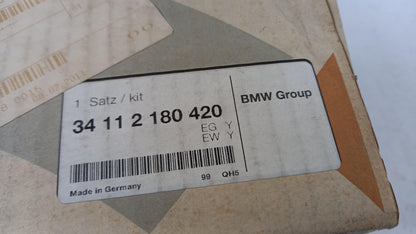 1 Satz / kit
34 11 2 180 420
BMW Group
EG Y
EW Y
Made in Germany
99 QH5